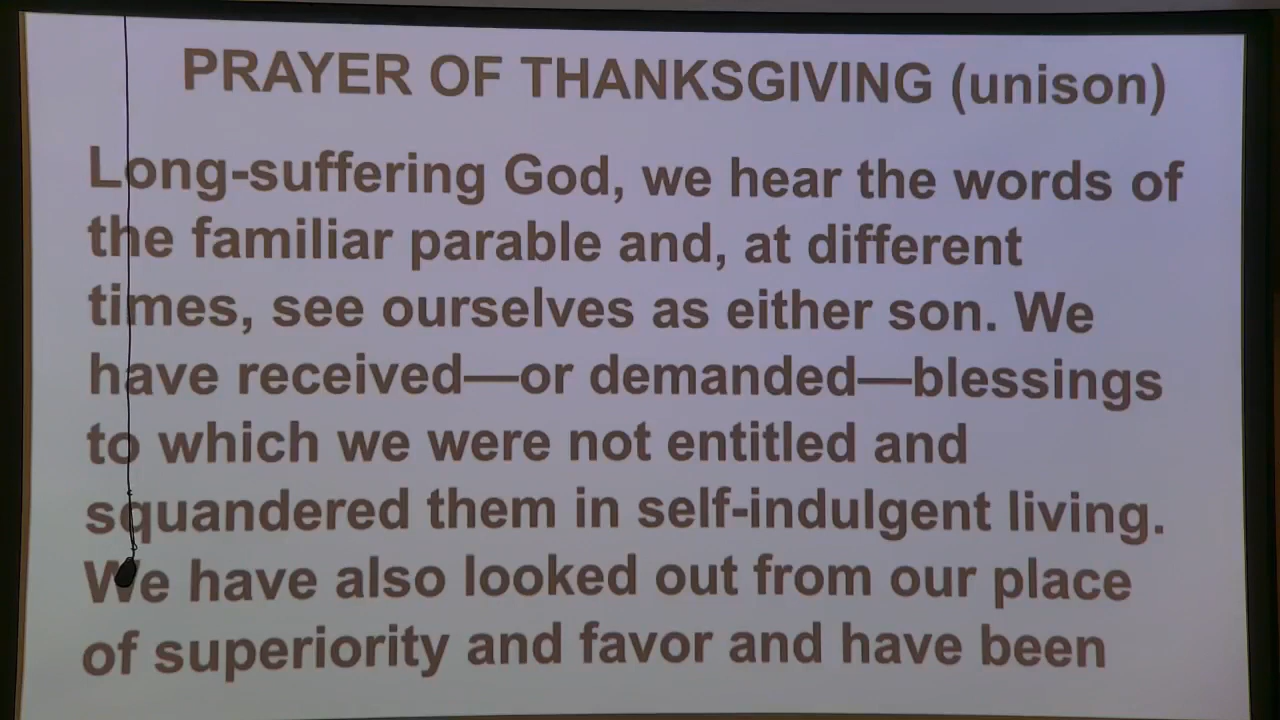 PRAYER OF THANKSGIVING (unison)
Long-suffering God, we hear the words of
the familiar parable and, at different
times, see ourselves as either son. We
have received—or demanded—blessings
to which we were not entitled and
squandered them in self-indulgent living.
We have also looked out from our place
of superiority and favor and have been